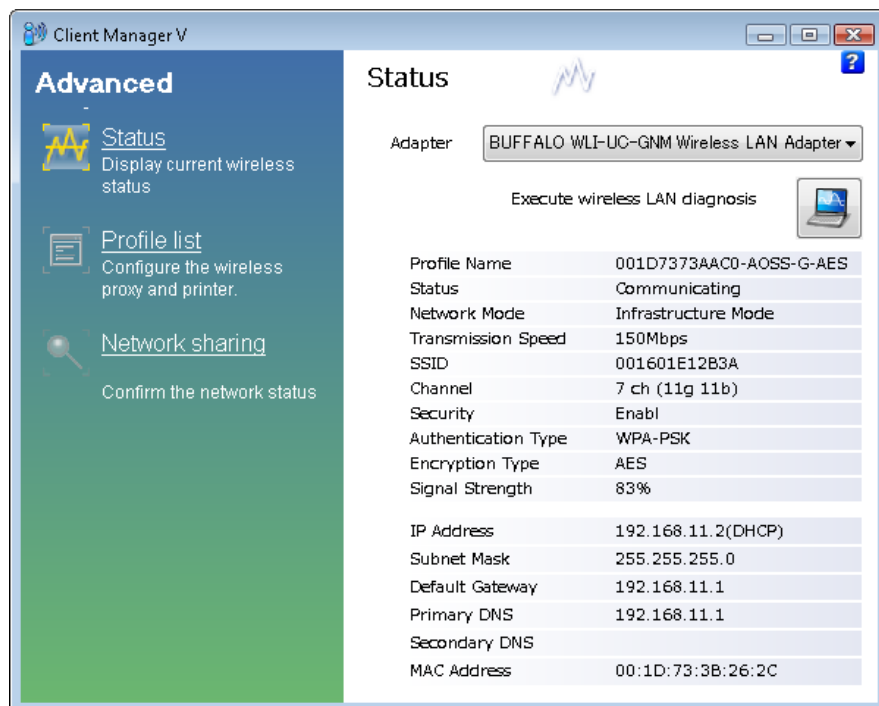 Client Manager V
Advanced
Status
Display current wireless
status
Profile list
Configure the wireless
proxy and printer.
Network sharing
Confirm the network status
Status
?
Adapter BUFFALO WLI-UC-GNM Wireless LAN Adapter
Execute wireless LAN diagnosis
Profile Name 001D7373AAC0-AOSS-G-AES
Status Communicating
Network Mode Infrastructure Mode
Transmission Speed 150Mbps
SSID 001601E12B3A
Channel 7 ch (11g 11b)
Security Enabl
Authentication Type WPA-PSK
Encryption Type AES
Signal Strength 83%
IP Address 192.168.11.2(DHCP)
Subnet Mask 255.255.255.0
Default Gateway 192.168.11.1
Primary DNS 192.168.11.1
Secondary DNS
MAC Address 00:1D:73:3B:26:2C